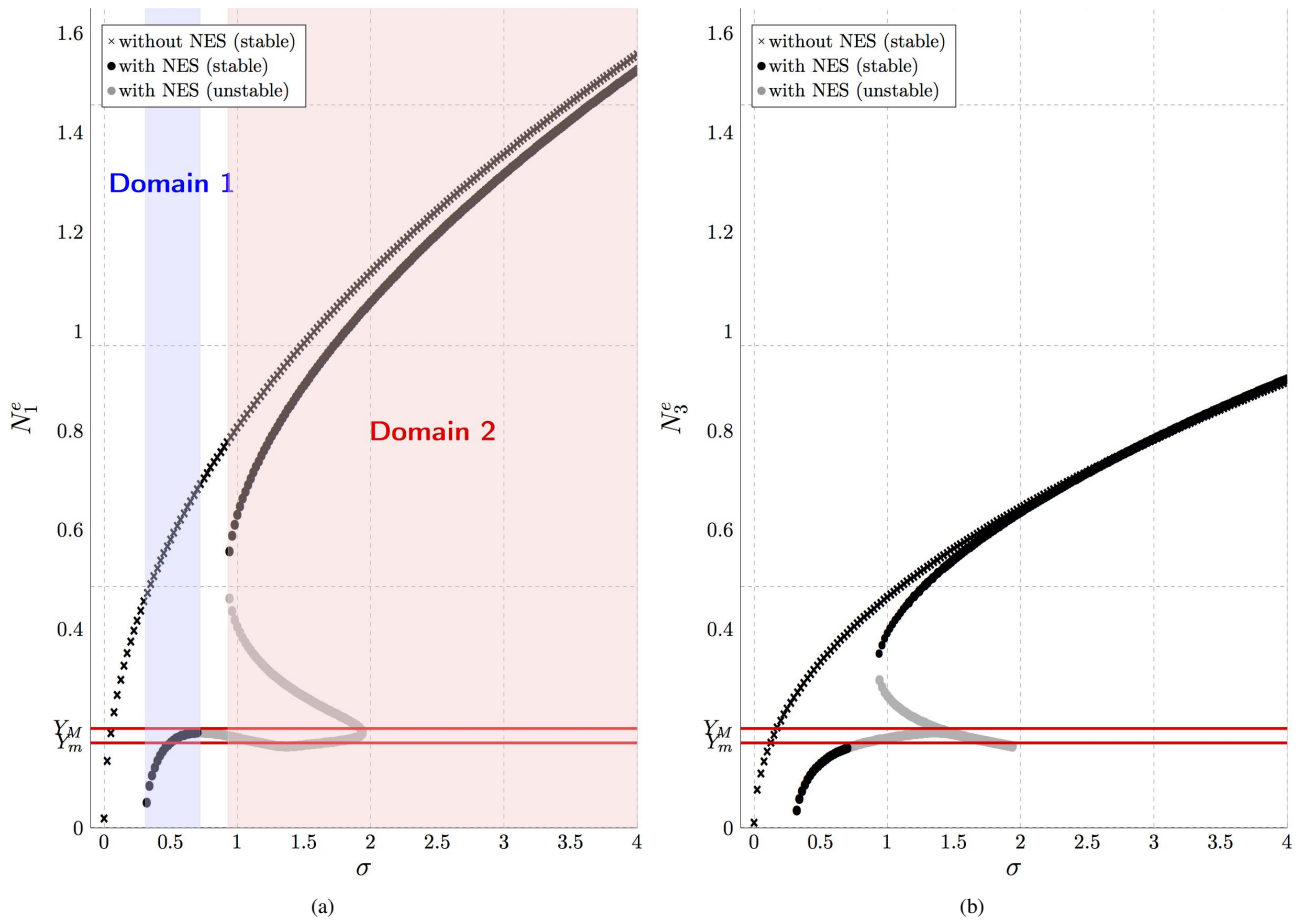 1.6
1.4
1.2
1
0.8
0.6
0.4
0
Y_M
Y_m
N_1^e
× without NES (stable)
● with NES (stable)
● with NES (unstable)
Domain 1
Domain 2
0 0.5 1 1.5 2 2.5 3 3.5 4
σ
(a)
1.6
1.4
1.2
1
0.8
0.6
0.4
0
Y_M
Y_m
N_3^e
× without NES (stable)
● with NES (stable)
● with NES (unstable)
0 0.5 1 1.5 2 2.5 3 3.5 4
σ
(b)